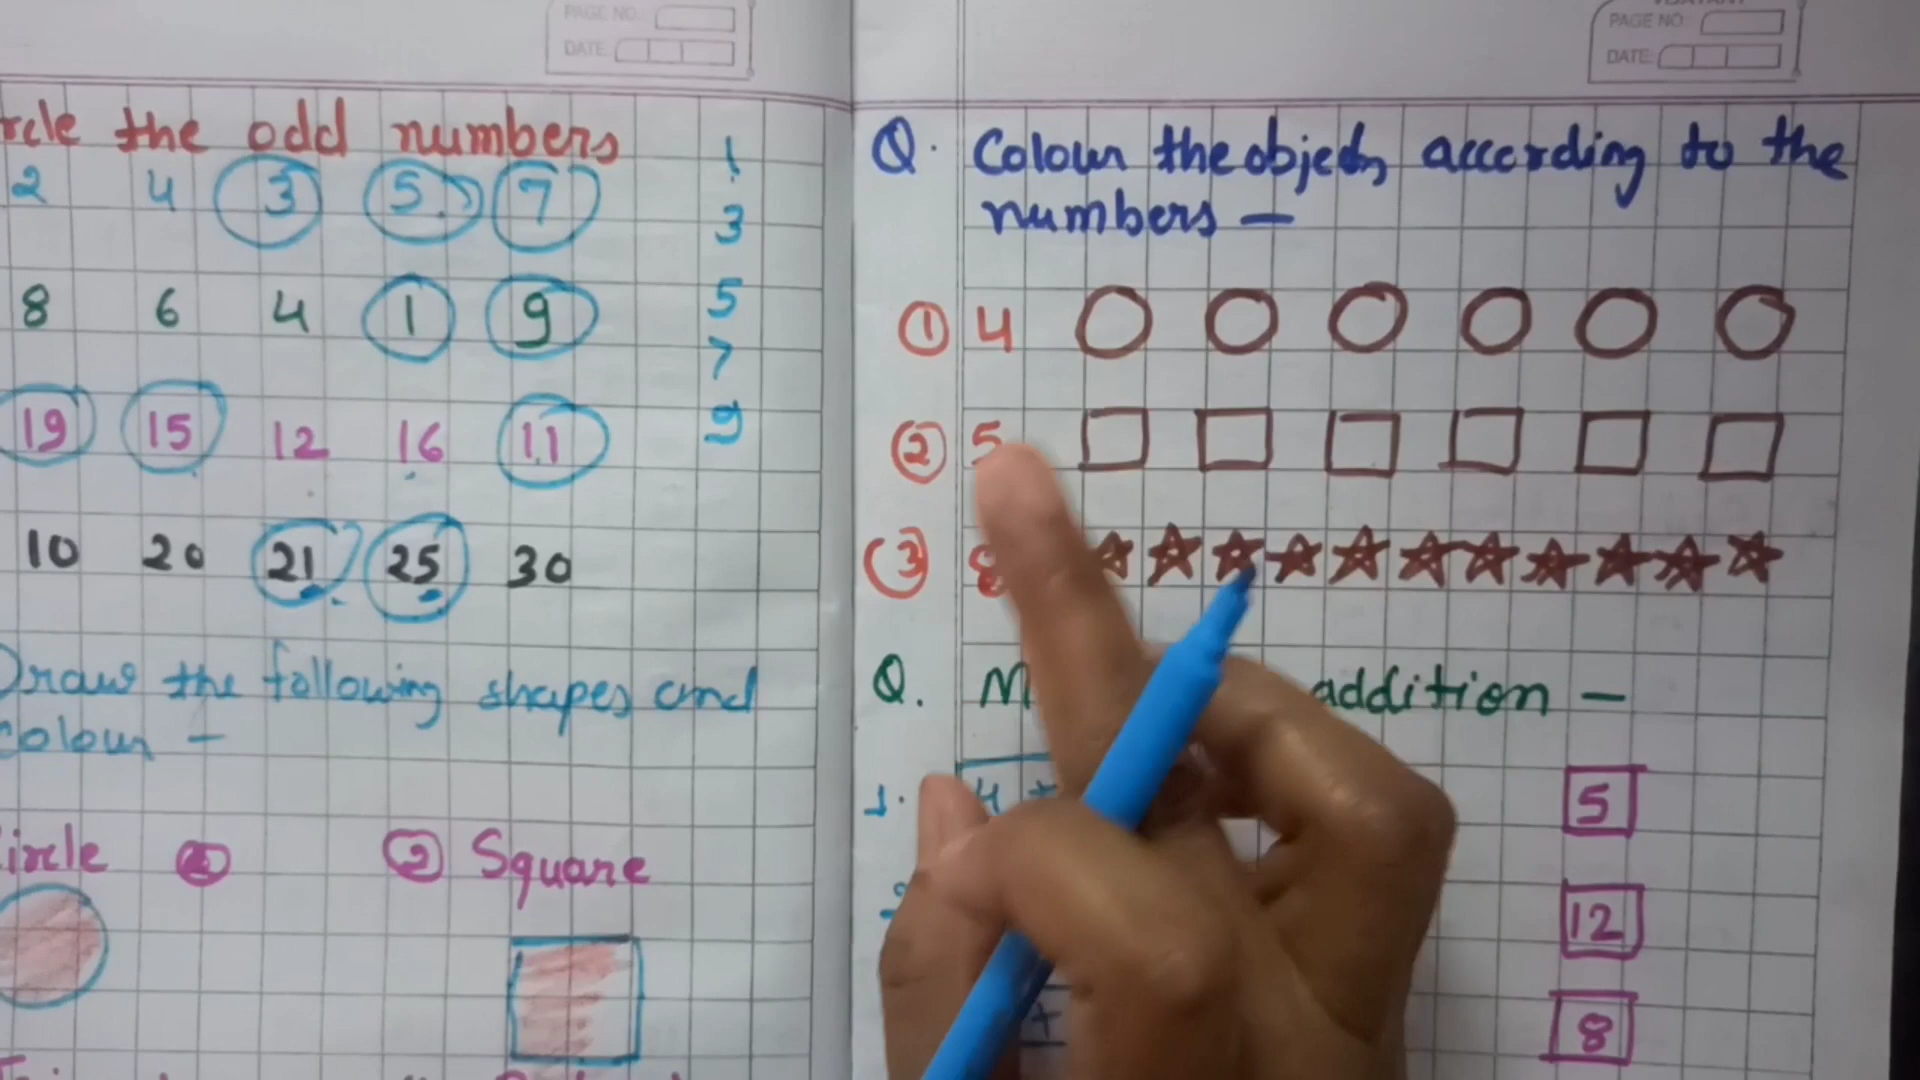 PAGE NO.
DATE:
the odd numbers
2 4 3 5 7
8 6 4 1 9
19 15 12 16 11
10 20 21 25 30
1
3
5
7
9
Draw the following shapes and
colour -
② Square
PAGE NO.
DATE:
Q. Colour the objects according to the
numbers -
① 4
② 5
③ 8
Q. addition -
1. 4 +
+
5
12
8